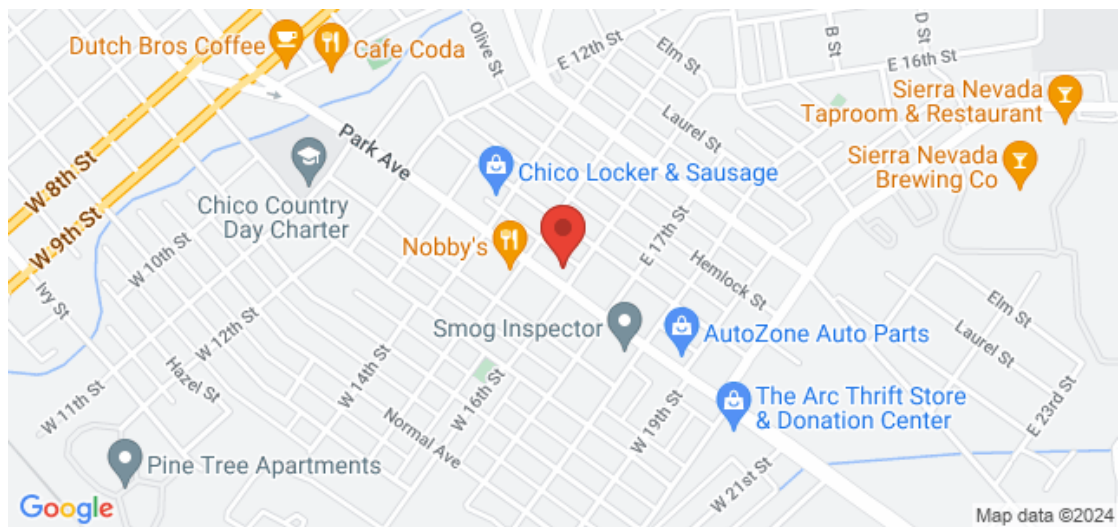 Dutch Bros Coffee
Cafe Coda
Olive St
E 12th St
Elm St
B St
D St
E 16th St
Sierra Nevada
Taproom & Restaurant
Laurel St
Park Ave
W 8th St
Chico Locker & Sausage
Sierra Nevada
Brewing Co
Chico Country
Day Charter
W 9th St
W 10th St
Nobby's
E 17th St
Hemlock St
Ivy St
W 12th St
Smog Inspector
AutoZone Auto Parts
Elm St
Laurel St
Hazel St
W 14th St
W 11th St
W 16th St
Normal Ave
W 19th St
The Arc Thrift Store
& Donation Center
E 23rd St
Pine Tree Apartments
W 21st St
Google
Map data ©2024